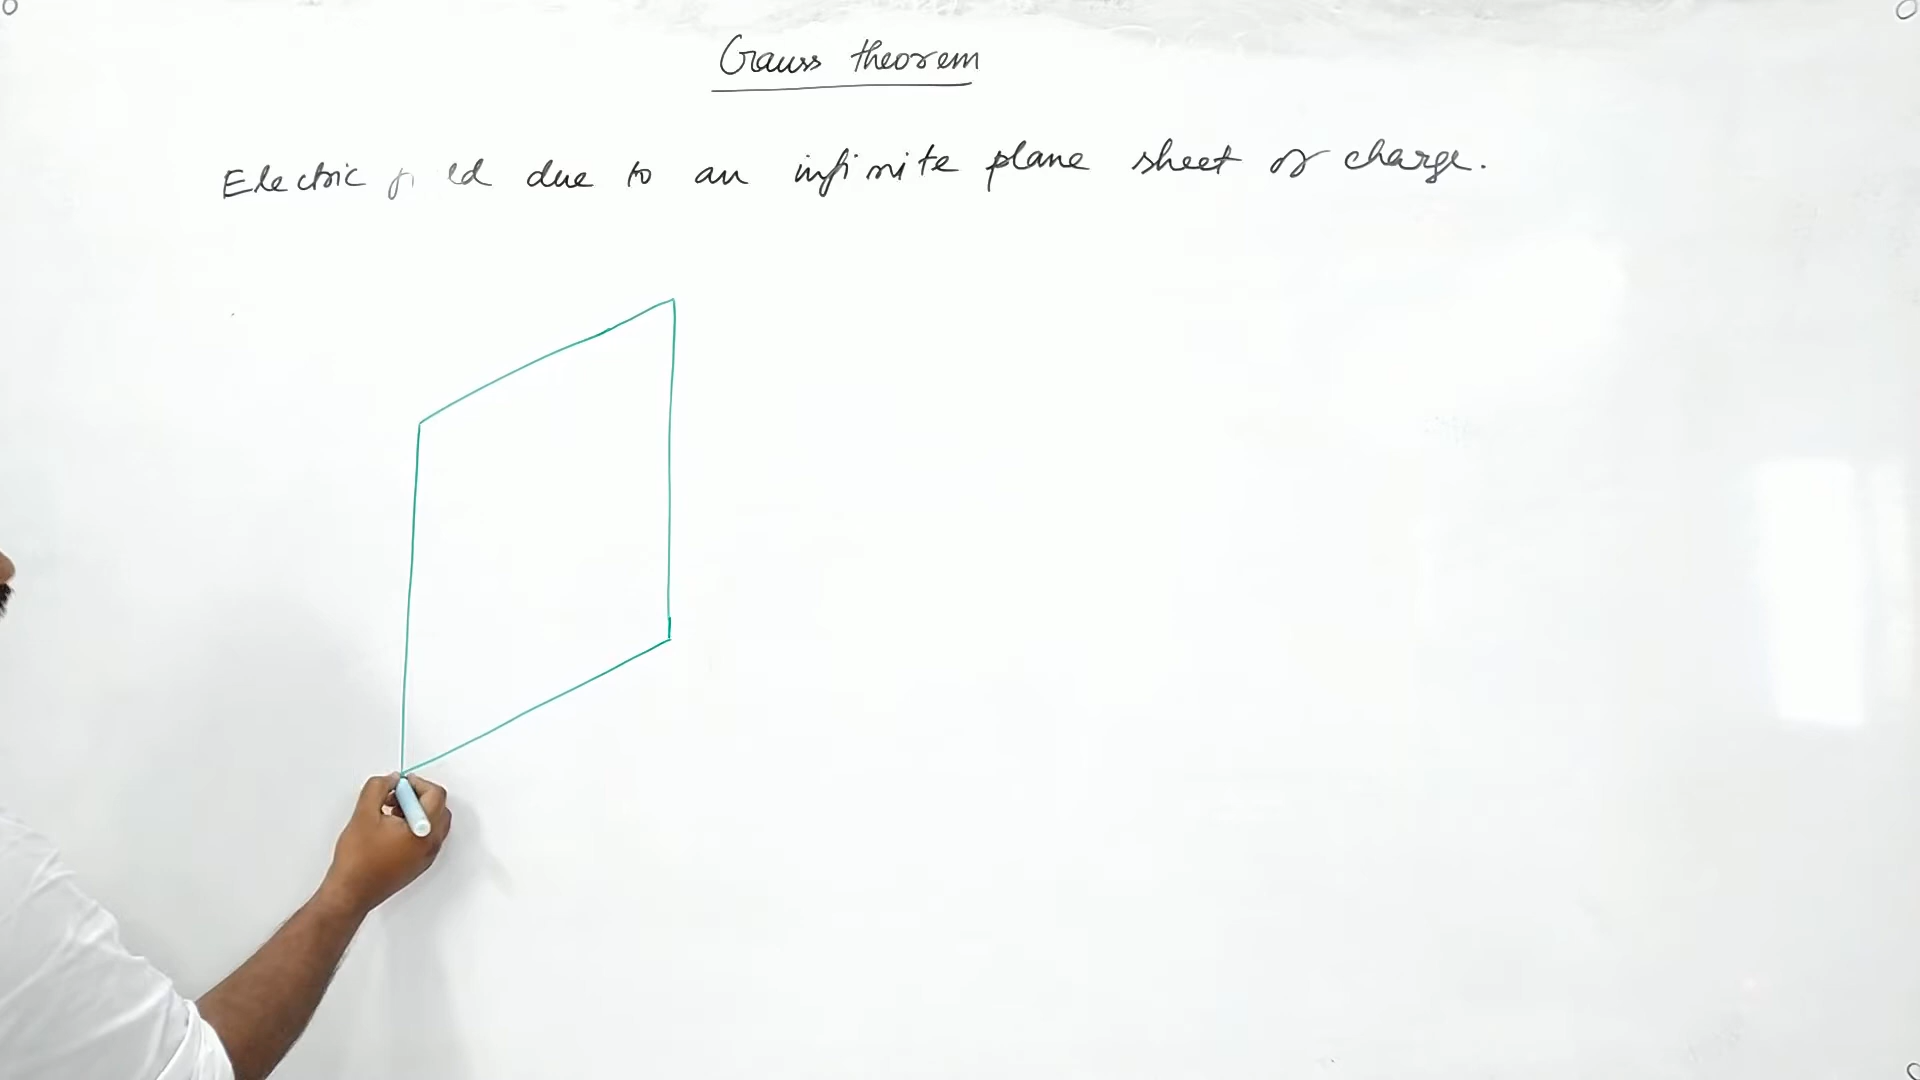 Gauss theorem
Electric field due to an infinite plane sheet of charge.